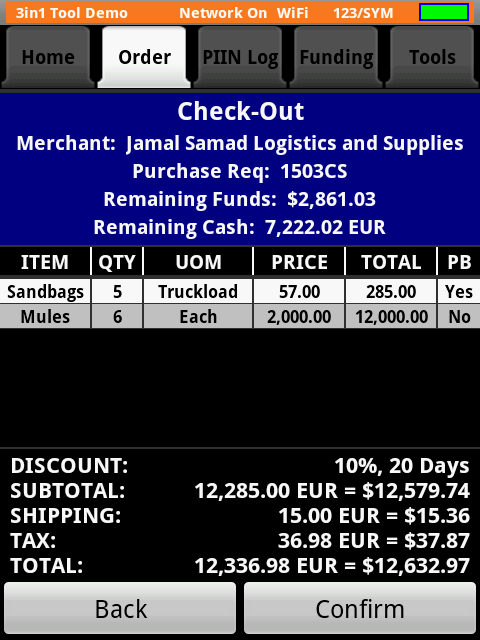 3in1 Tool Demo Network On WiFi 123/SYM
Home Order PIIN Log Funding Tools
Check-Out
Merchant: Jamal Samad Logistics and Supplies
Purchase Req: 1503CS
Remaining Funds: $2,861.03
Remaining Cash: 7,222.02 EUR
ITEM QTY UOM PRICE TOTAL PB
Sandbags 5 Truckload 57.00 285.00 Yes
Mules 6 Each 2,000.00 12,000.00 No
DISCOUNT: 10%, 20 Days
SUBTOTAL: 12,285.00 EUR = $12,579.74
SHIPPING: 15.00 EUR = $15.36
TAX: 36.98 EUR = $37.87
TOTAL: 12,336.98 EUR = $12,632.97
Back Confirm